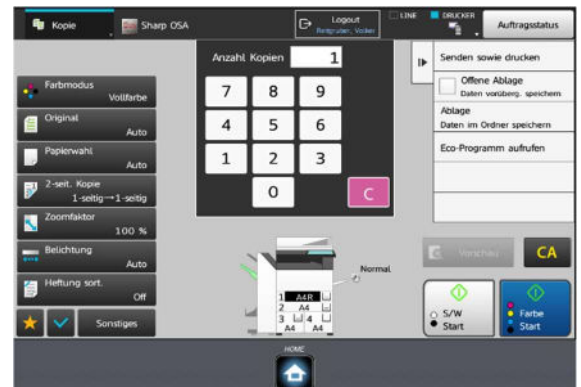 Kopie
Sharp OSA
Logout
LINE
DRUCKER
Auftragsstatus
Anzahl Kopien 1
7 8 9
4 5 6
1 2 3
0 C
Farbmodus
Vollfarbe
Original
Auto
Papierwahl
Auto
2-seit. Kopie
1-seitig→1-seitig
Zoomfaktor
100 %
Belichtung
Auto
Heftung sort.
Off
Sonstiges
Senden sowie drucken
Offene Ablage
Daten vorüberg. speichern
Ablage
Daten im Ordner speichern
Eco-Programm aufrufen
Normal
1 A4R
2 A4
3 4
A4 A4
Vorschau
CA
S/W
Start
Farbe
Start
HOME